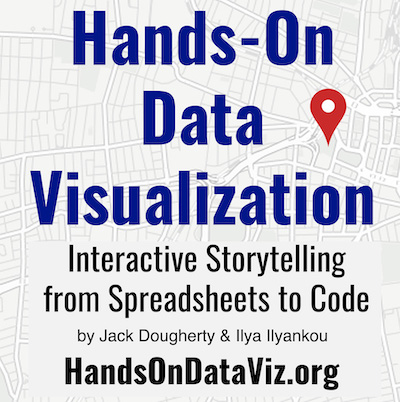 Hands-On
Data
Visualization
Interactive Storytelling
from Spreadsheets to Code
by Jack Dougherty & Ilya Ilyankou
HandsOnDataViz.org